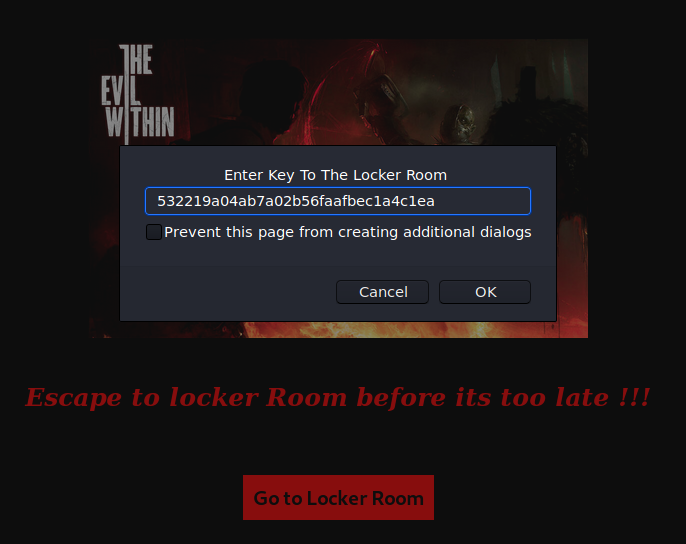 THE
EVIL
WITHIN
Enter Key To The Locker Room
532219a04ab7a02b56faafbec1a4c1ea
Prevent this page from creating additional dialogs
Cancel OK
Escape to locker Room before its too late !!!
Go to Locker Room